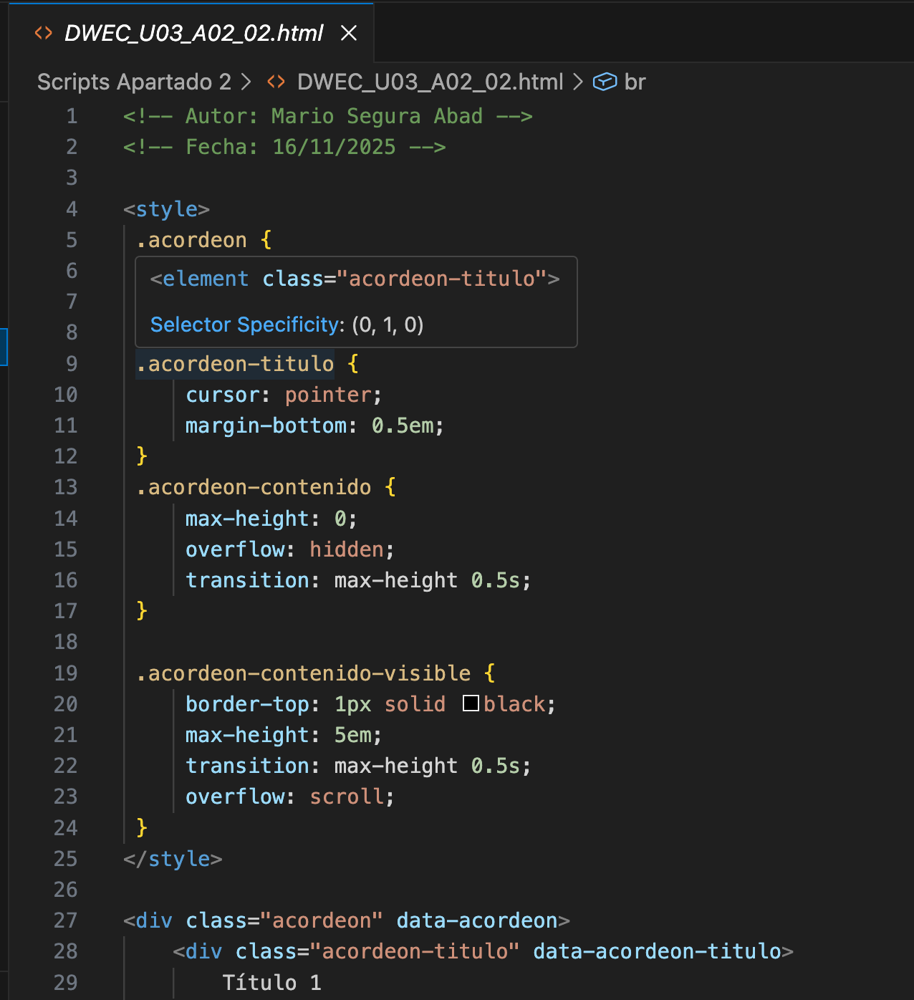 DWEC_U03_A02_02.html
Scripts Apartado 2 > DWEC_U03_A02_02.html > br
1 <!-- Autor: Mario Segura Abad -->
2 <!-- Fecha: 16/11/2025 -->
3
4 <style>
5 .acordeon {
6 <element class="acordeon-titulo">
7
8 Selector Specificity: (0, 1, 0)
9 .acordeon-titulo {
10 cursor: pointer;
11 margin-bottom: 0.5em;
12 }
13 .acordeon-contenido {
14 max-height: 0;
15 overflow: hidden;
16 transition: max-height 0.5s;
17 }
18
19 .acordeon-contenido-visible {
20 border-top: 1px solid black;
21 max-height: 5em;
22 transition: max-height 0.5s;
23 overflow: scroll;
24 }
25 </style>
26
27 <div class="acordeon" data-acordeon>
28 <div class="acordeon-titulo" data-acordeon-titulo>
29 Título 1